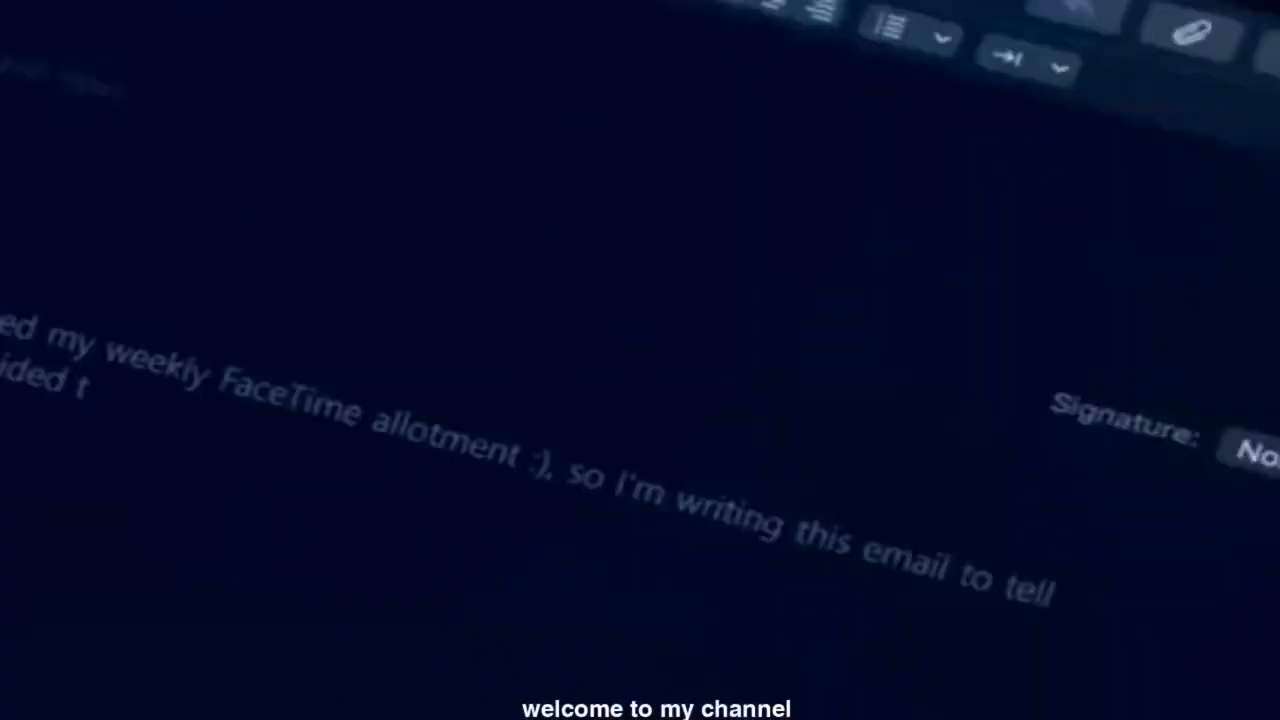 ed my weekly FaceTime allotment :), so I'm writing this email to tell
ided t
Signature: No
welcome to my channel